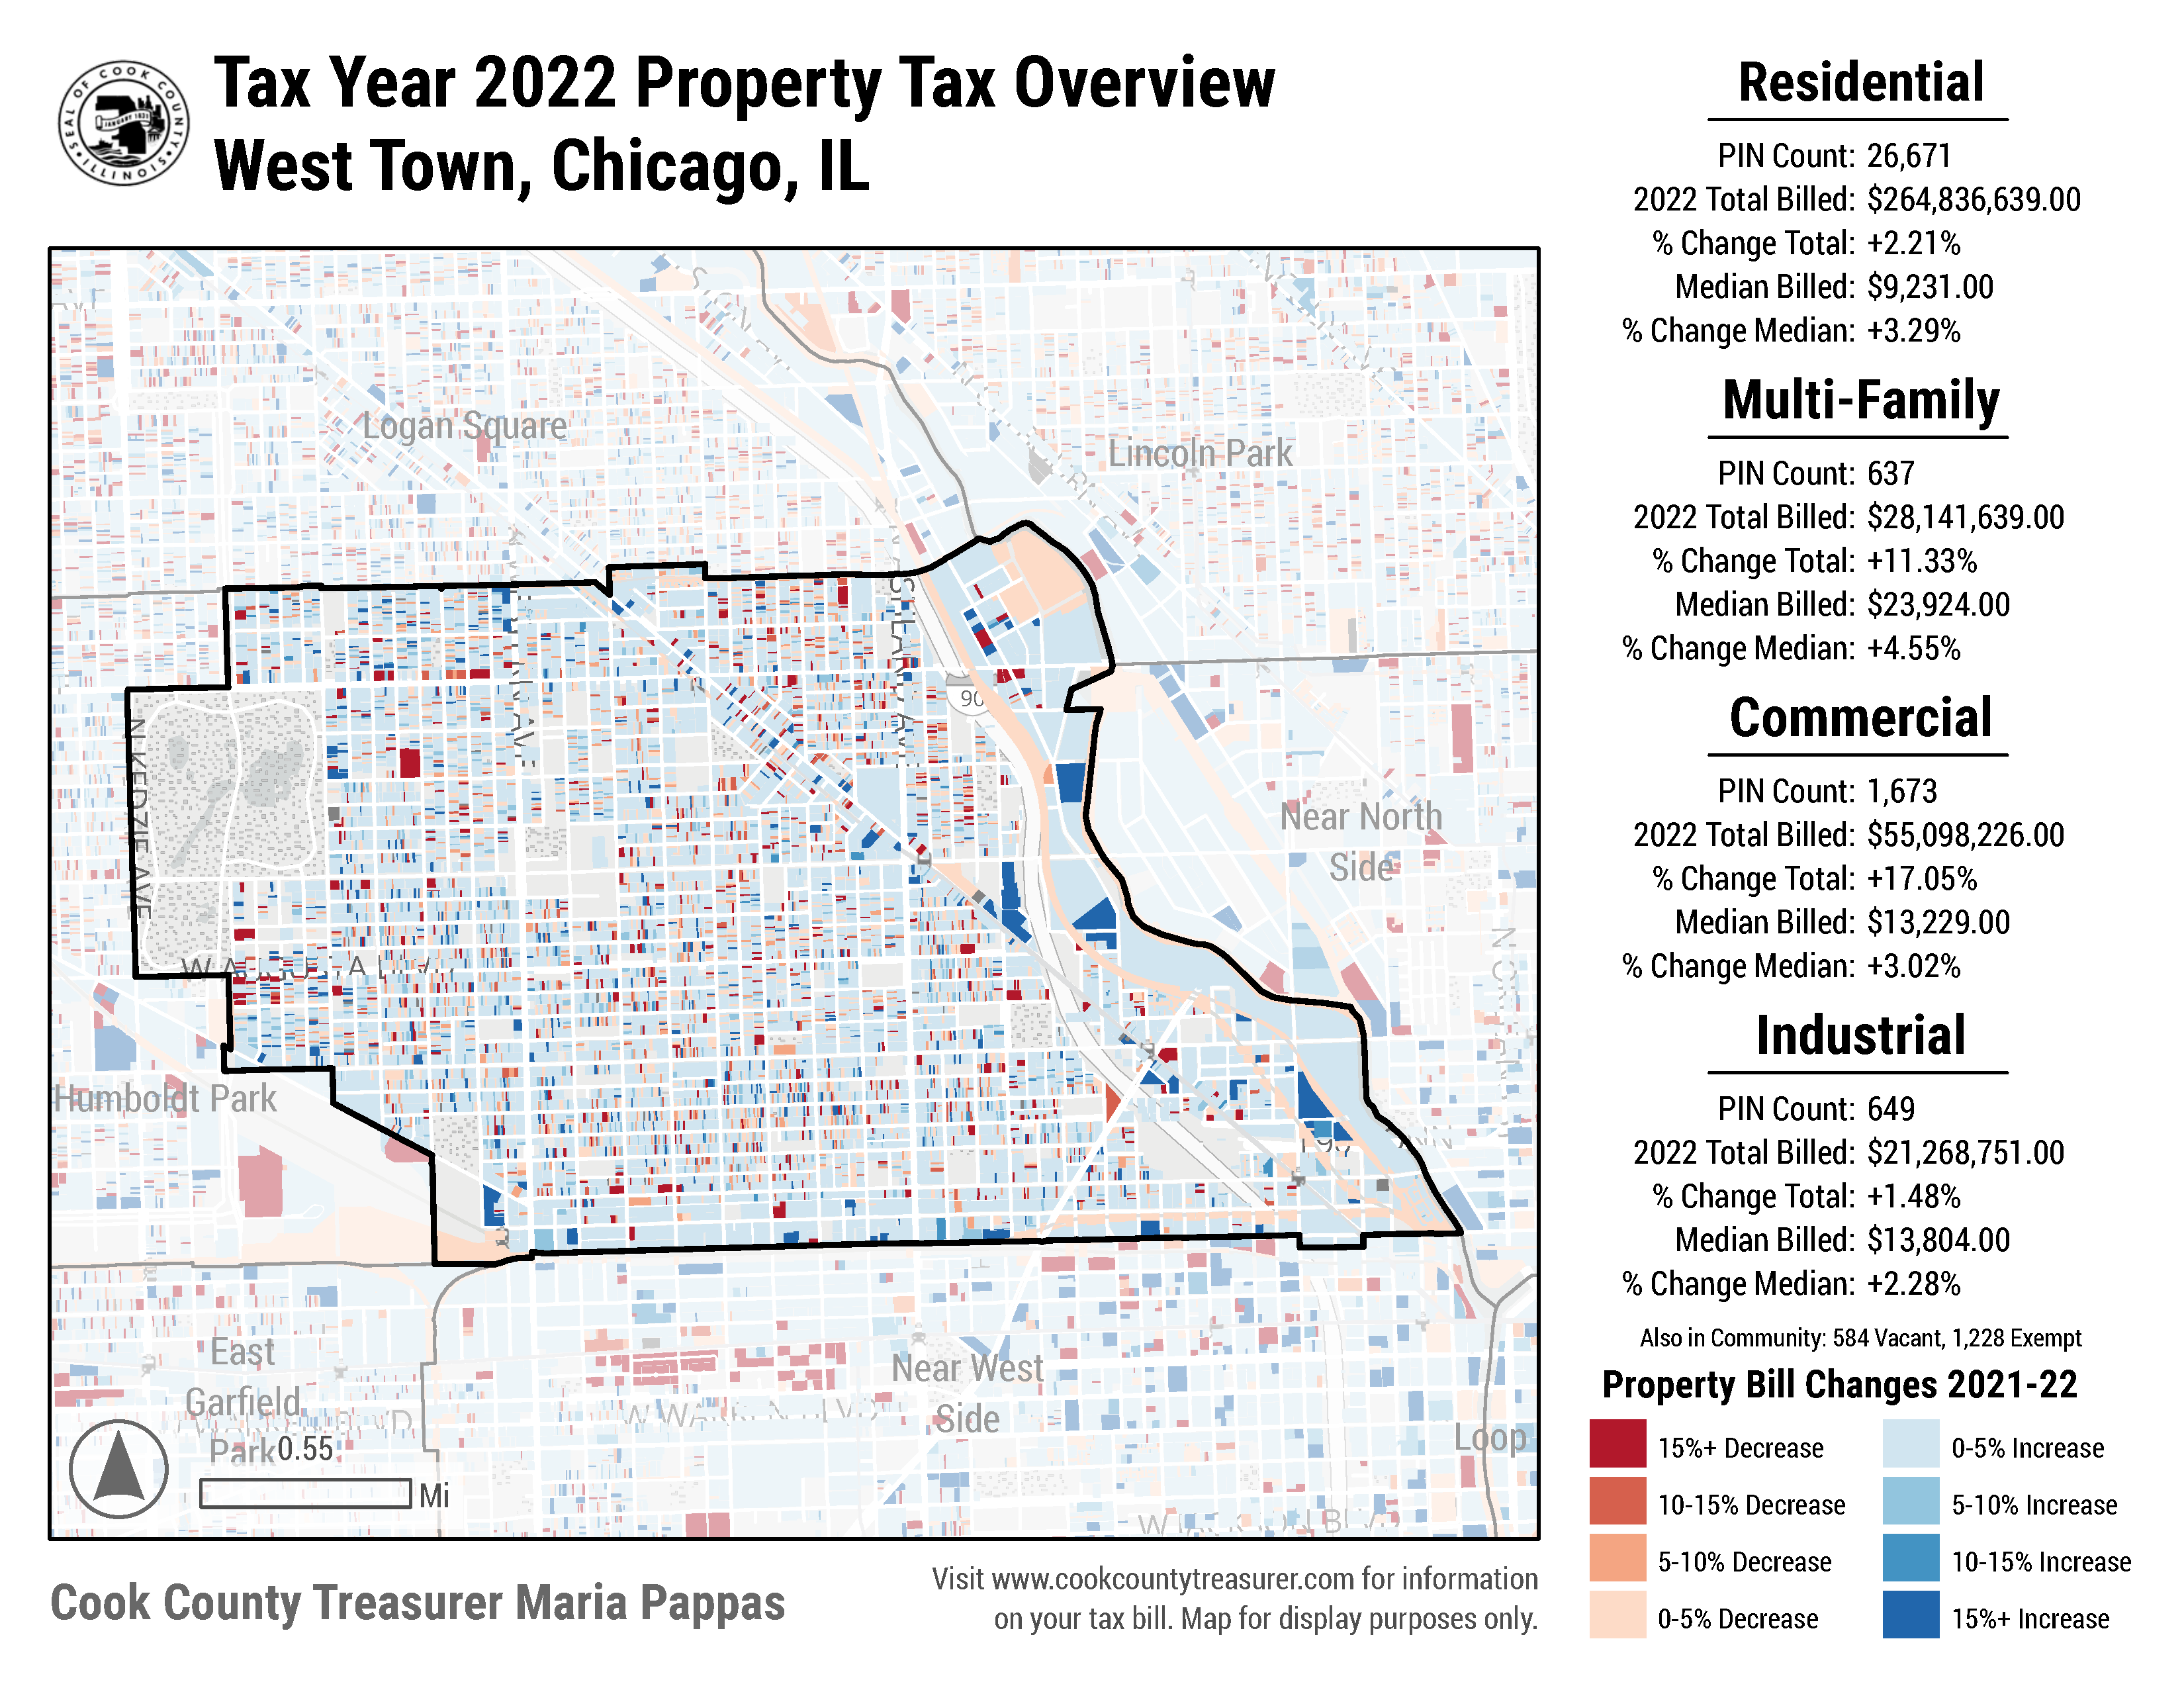 Tax Year 2022 Property Tax Overview
West Town, Chicago, IL
SEAL OF COOK COUNTY
ILLINOIS
JANUARY 1831
Logan Square
Lincoln Park
90
Near North
Side
Humboldt Park
N KEDZIE AVE
W AUGUSTA BLVD
East
Garfield
Park
Near West
Side
Loop
0.55
Mi
Cook County Treasurer Maria Pappas
Visit www.cookcountytreasurer.com for information
on your tax bill. Map for display purposes only.
Residential
PIN Count: 26,671
2022 Total Billed: $264,836,639.00
% Change Total: +2.21%
Median Billed: $9,231.00
% Change Median: +3.29%
Multi-Family
PIN Count: 637
2022 Total Billed: $28,141,639.00
% Change Total: +11.33%
Median Billed: $23,924.00
% Change Median: +4.55%
Commercial
PIN Count: 1,673
2022 Total Billed: $55,098,226.00
% Change Total: +17.05%
Median Billed: $13,229.00
% Change Median: +3.02%
Industrial
PIN Count: 649
2022 Total Billed: $21,268,751.00
% Change Total: +1.48%
Median Billed: $13,804.00
% Change Median: +2.28%
Also in Community: 584 Vacant, 1,228 Exempt
Property Bill Changes 2021-22
15%+ Decrease
10-15% Decrease
5-10% Decrease
0-5% Decrease
0-5% Increase
5-10% Increase
10-15% Increase
15%+ Increase